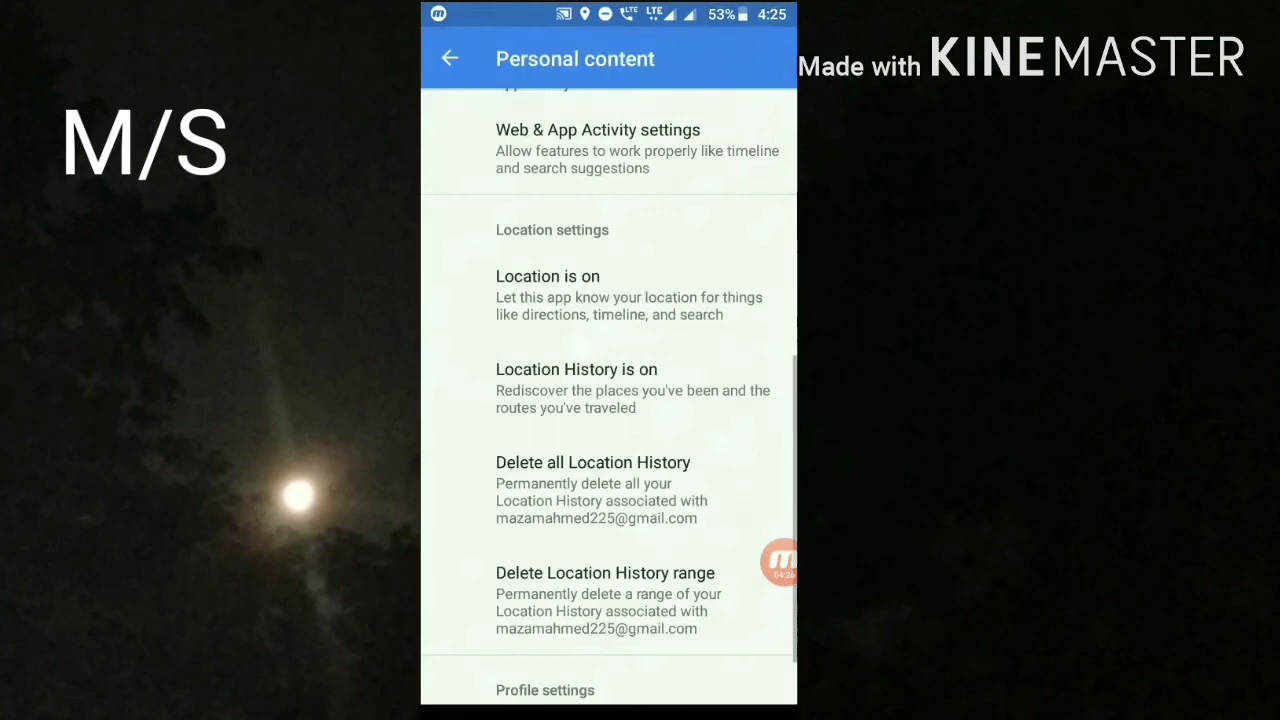 M/S
Made with KINEMASTER
53% 4:25
Personal content
Web & App Activity settings
Allow features to work properly like timeline
and search suggestions
Location settings
Location is on
Let this app know your location for things
like directions, timeline, and search
Location History is on
Rediscover the places you've been and the
routes you've traveled
Delete all Location History
Permanently delete all your
Location History associated with
mazamahmed225@gmail.com
04:26
Delete Location History range
Permanently delete a range of your
Location History associated with
mazamahmed225@gmail.com
Profile settings